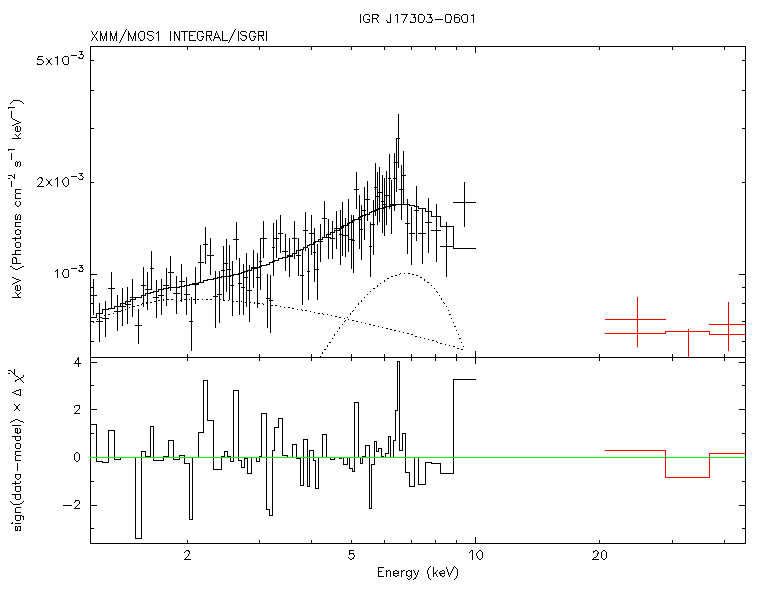 IGR J17303−0601
XMM/MOS1 INTEGRAL/ISGRI
keV (Photons cm⁻² s⁻¹ keV⁻¹)
5×10⁻³
2×10⁻³
10⁻³
sign(data−model) × Δ χ²
4
2
0
−2
2 5 10 20
Energy (keV)